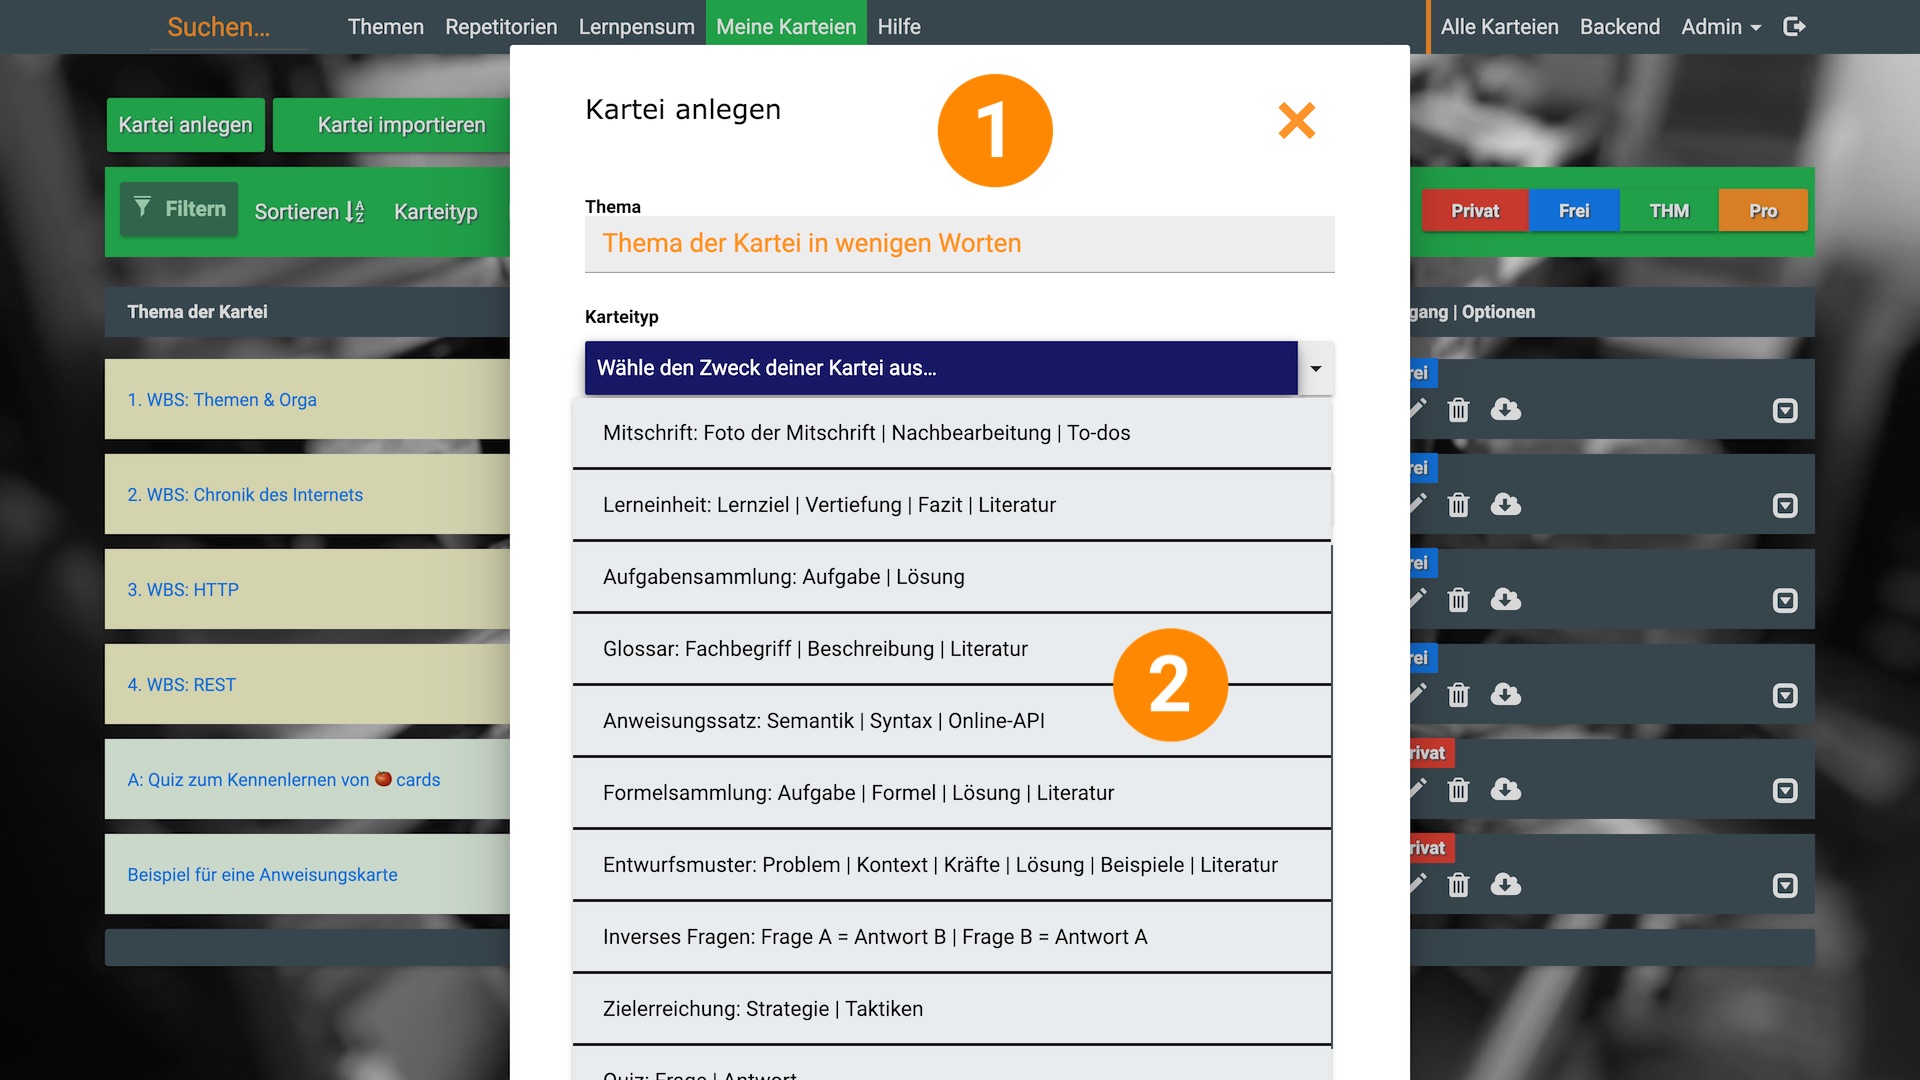 Suchen...
Themen
Repetitorien
Lernpensum
Meine Karteien
Hilfe
Alle Karteien
Backend
Admin
Kartei anlegen
Kartei importieren
Filtern
Sortieren
Karteityp
Privat
Frei
THM
Pro
Thema der Kartei
gang | Optionen
1. WBS: Themen & Orga
rei
2. WBS: Chronik des Internets
rei
3. WBS: HTTP
rei
4. WBS: REST
rei
A: Quiz zum Kennenlernen von 🍅 cards
rivat
Beispiel für eine Anweisungskarte
rivat
Kartei anlegen
1
Thema
Thema der Kartei in wenigen Worten
Karteityp
Wähle den Zweck deiner Kartei aus...
Mitschrift: Foto der Mitschrift | Nachbearbeitung | To-dos
Lerneinheit: Lernziel | Vertiefung | Fazit | Literatur
Aufgabensammlung: Aufgabe | Lösung
Glossar: Fachbegriff | Beschreibung | Literatur
2
Anweisungssatz: Semantik | Syntax | Online-API
Formelsammlung: Aufgabe | Formel | Lösung | Literatur
Entwurfsmuster: Problem | Kontext | Kräfte | Lösung | Beispiele | Literatur
Inverses Fragen: Frage A = Antwort B | Frage B = Antwort A
Zielerreichung: Strategie | Taktiken
Quiz: Frage | Antwort